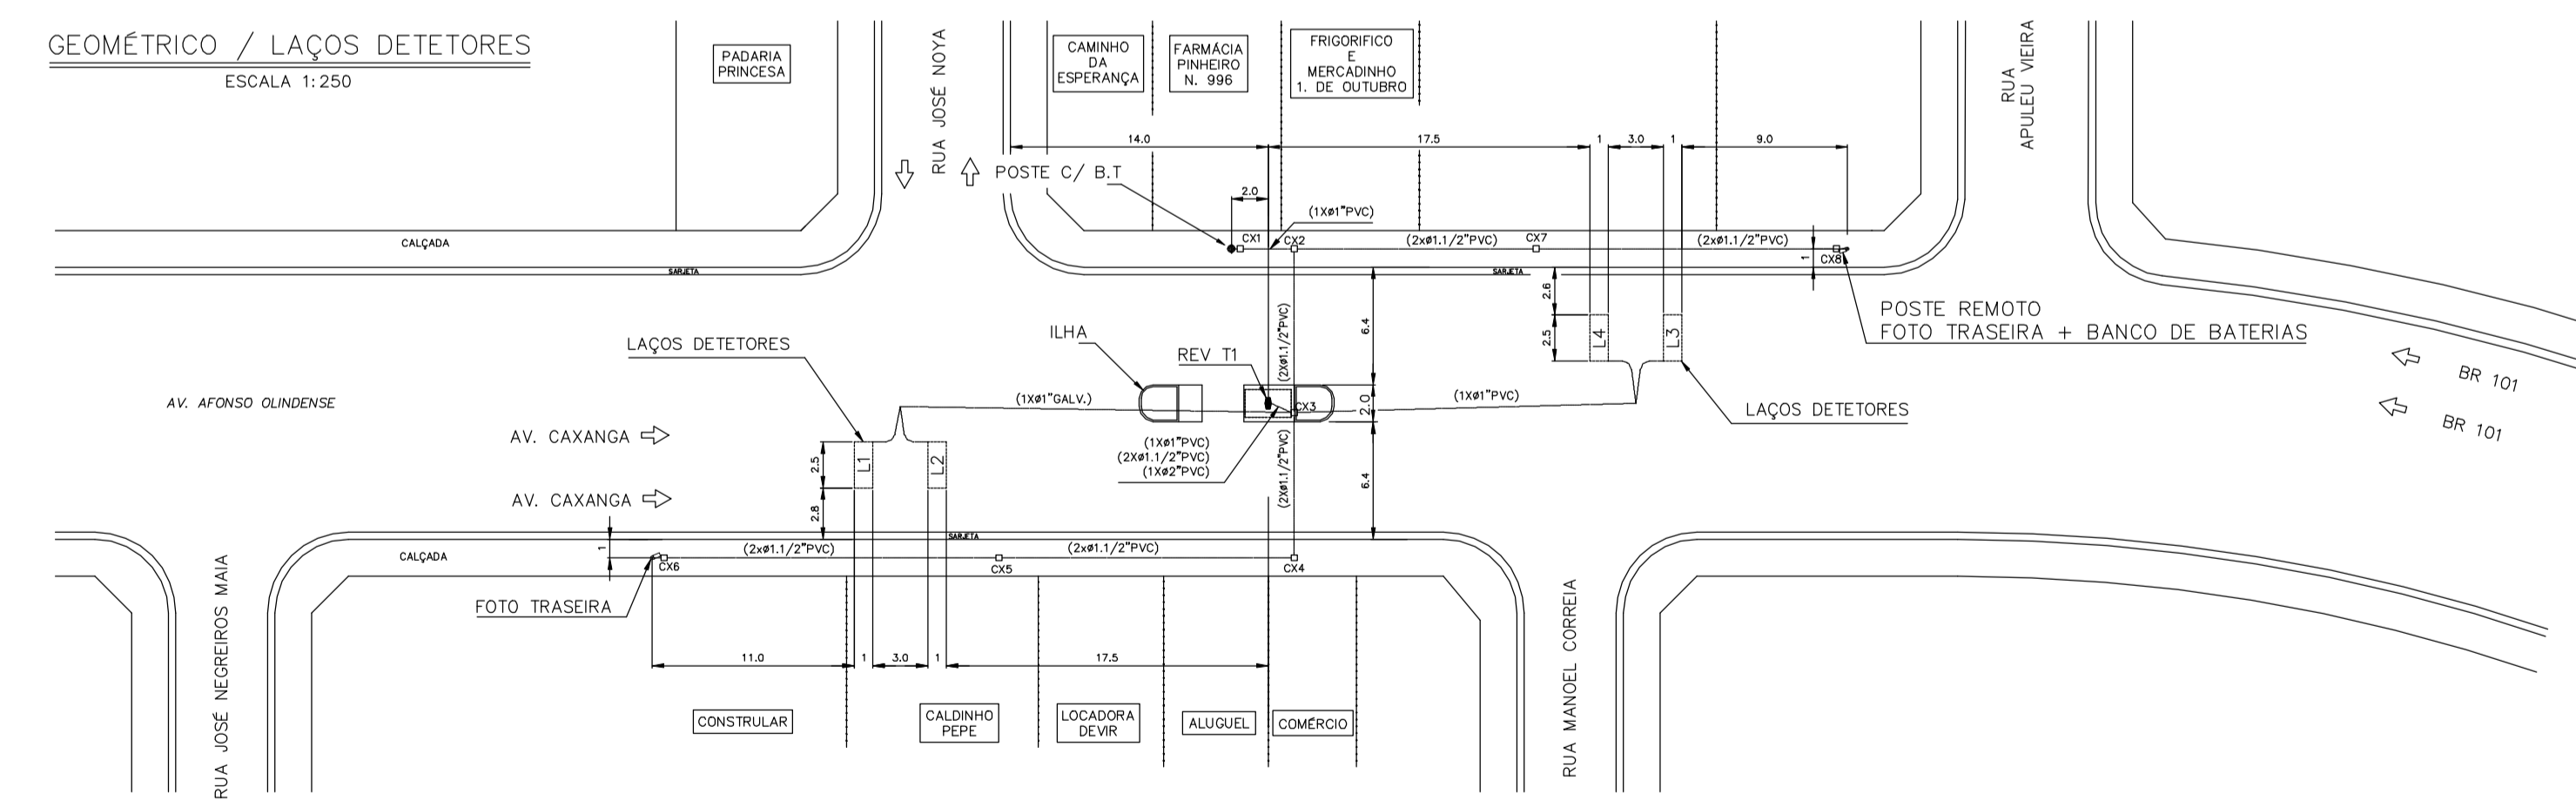 GEOMÉTRICO / LAÇOS DETETORES
ESCALA 1:250
PADARIA
PRINCESA
RUA JOSÉ NOYA
CAMINHO
DA
ESPERANÇA
FARMÁCIA
PINHEIRO
N. 996
FRIGORIFICO
E
MERCADINHO
1. DE OUTUBRO
RUA
APULEU VIEIRA
14.0
17.5
1
3.0
1
9.0
POSTE C/ B.T
2.0
(1XØ1"PVC)
CALÇADA
CX1
CX2
(2xØ1.1/2"PVC)
CX7
(2xØ1.1/2"PVC)
CX8
1
SARJETA
SARJETA
2.6
2.5
6.4
L4
L3
(2XØ1.1/2"PVC)
POSTE REMOTO
FOTO TRASEIRA + BANCO DE BATERIAS
LAÇOS DETETORES
ILHA
REV T1
BR 101
BR 101
AV. AFONSO OLINDENSE
(1XØ1"GALV.)
CX3
2.0
(1XØ1"PVC)
LAÇOS DETETORES
AV. CAXANGA
AV. CAXANGA
2.5
2.8
L1
L2
(1XØ1"PVC)
(2XØ1.1/2"PVC)
(1XØ2"PVC)
(2XØ1.1/2"PVC)
6.4
SARJETA
CALÇADA
1
(2xØ1.1/2"PVC)
(2xØ1.1/2"PVC)
CX6
CX5
CX4
FOTO TRASEIRA
RUA JOSÉ NEGREIROS MAIA
RUA MANOEL CORREIA
11.0
1
3.0
1
17.5
CONSTRULAR
CALDINHO
PEPE
LOCADORA
DEVIR
ALUGUEL
COMÉRCIO